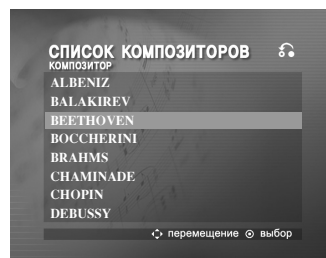 СПИСОК КОМПОЗИТОРОВ
КОМПОЗИТОР
ALBENIZ
BALAKIREV
BEETHOVEN
BOCCHERINI
BRAHMS
CHAMINADE
CHOPIN
DEBUSSY
перемещение выбор